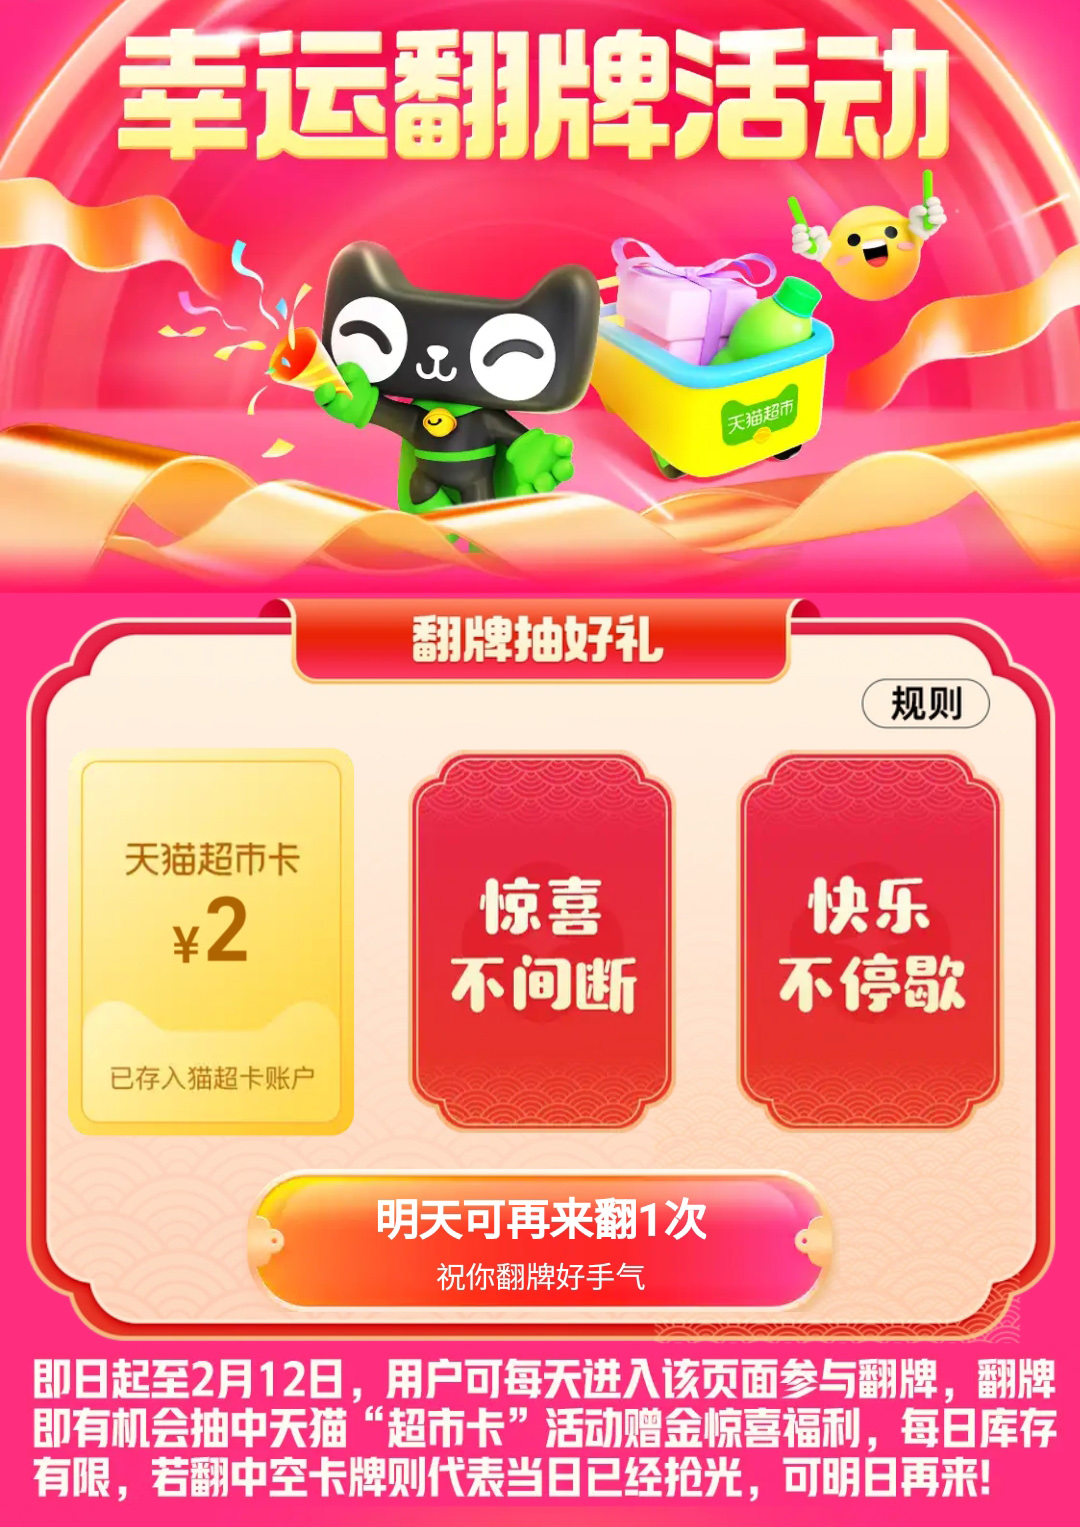 幸运翻牌活动
天猫超市
翻牌抽好礼
规则
天猫超市卡
¥2
已存入猫超卡账户
惊喜
不间断
快乐
不停歇
明天可再来翻1次
祝你翻牌好手气
即日起至2月12日，用户可每天进入该页面参与翻牌，翻牌
即有机会抽中天猫“超市卡”活动赠金惊喜福利，每日库存
有限，若翻中空卡牌则代表当日已经抢光，可明日再来!